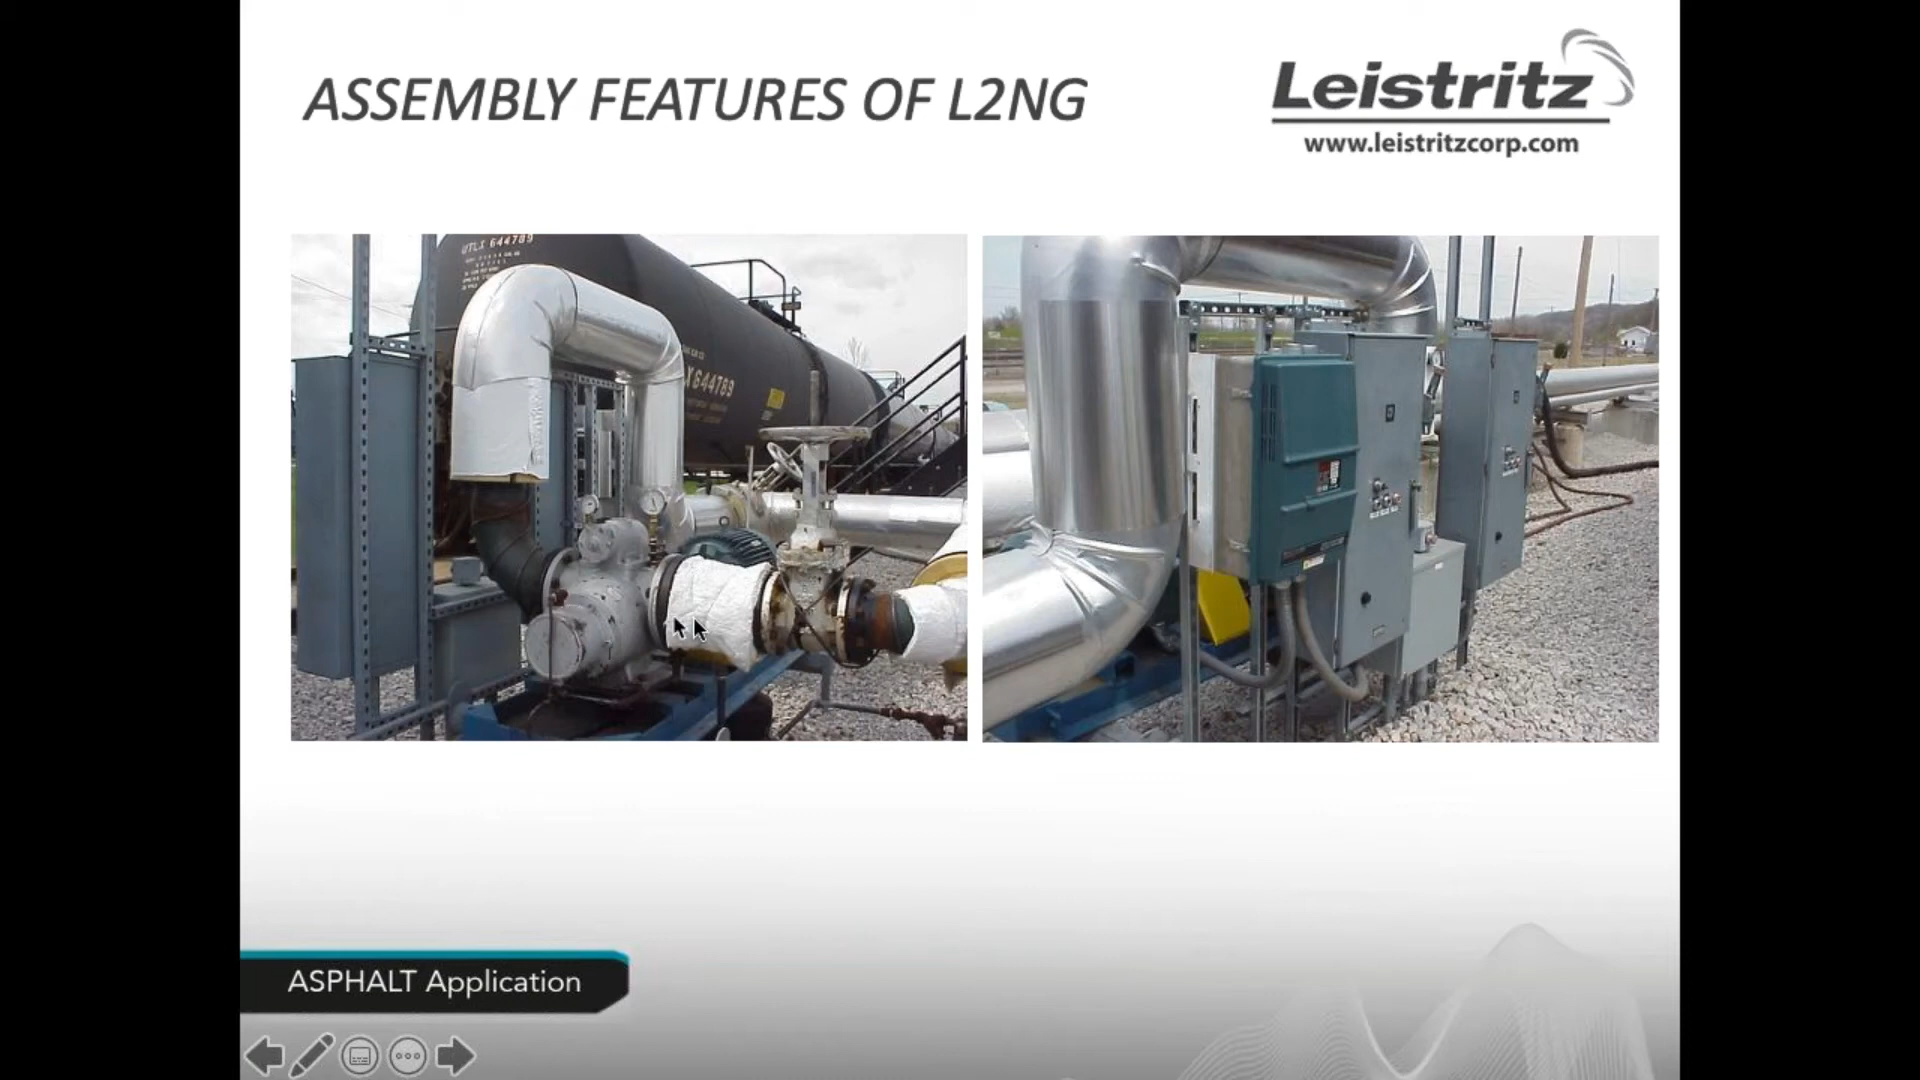 ASSEMBLY FEATURES OF L2NG
Leistritz
www.leistritzcorp.com
UTLX 644789
X644789
ASPHALT Application